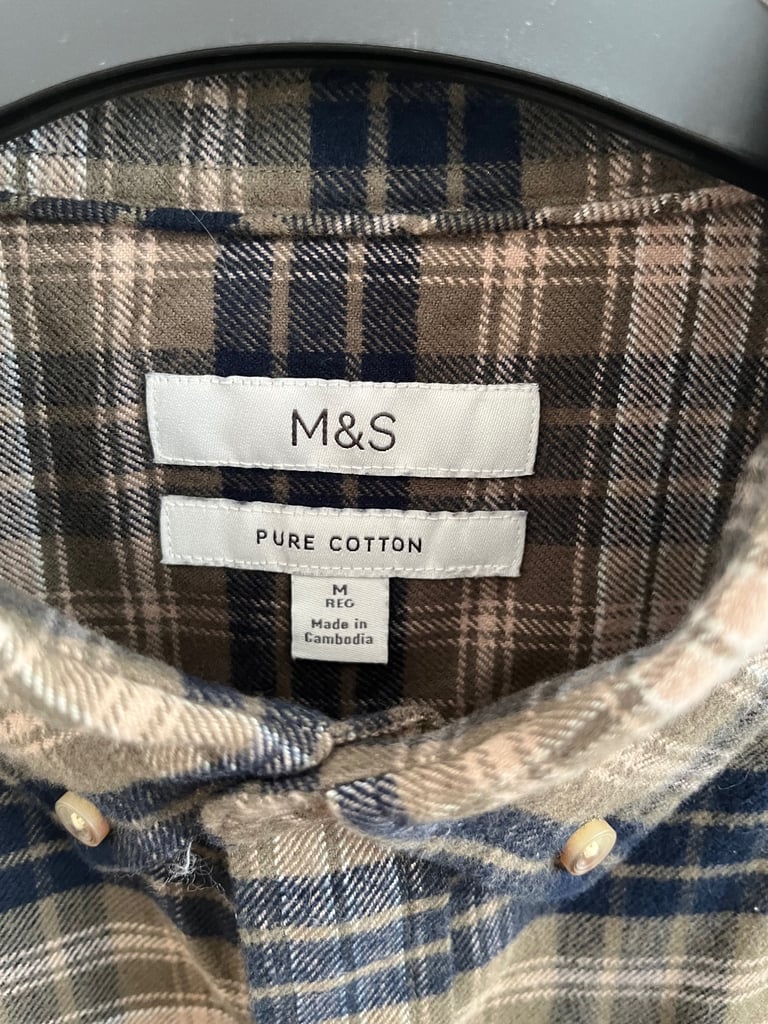 M&S
PURE COTTON
M
REG
Made in
Cambodia